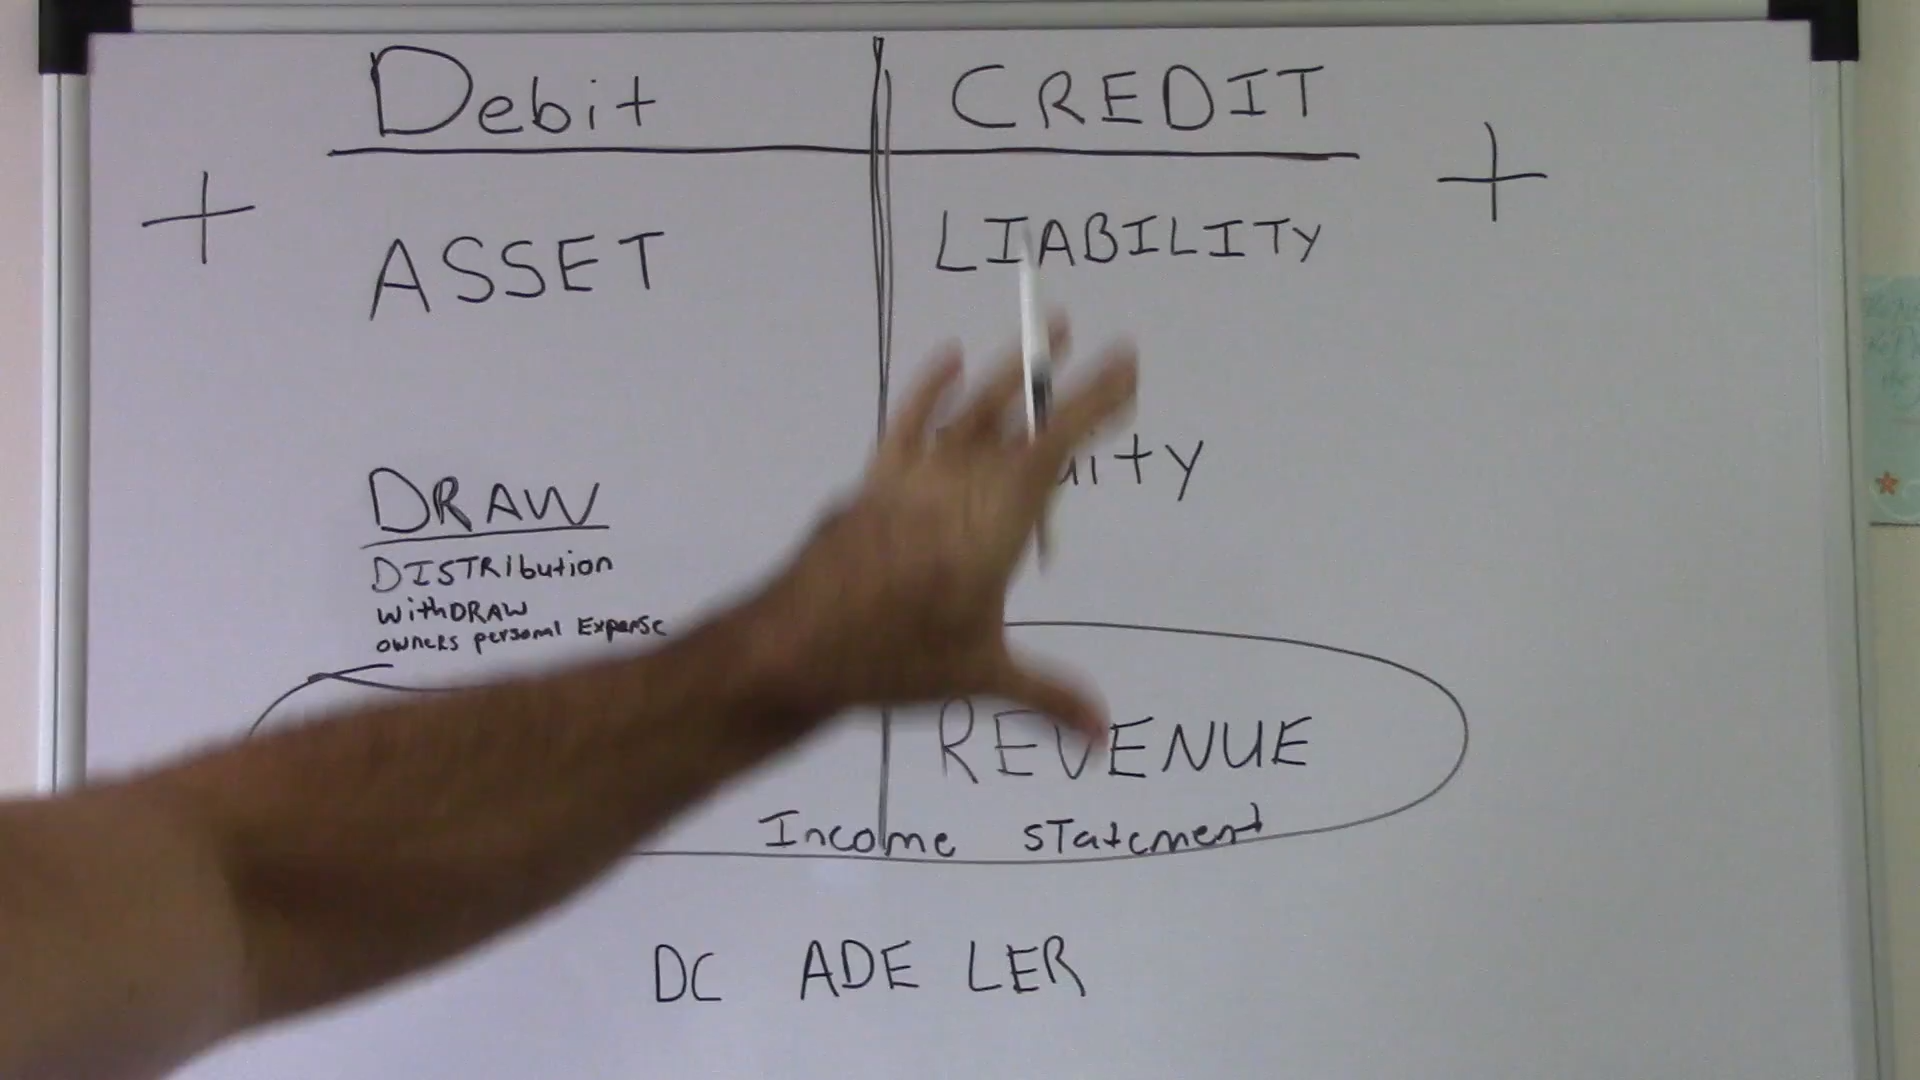 Debit CREDIT
+ +
ASSET LIABILITY
DRAW
DISTRIbution
withDRAW
owners personal Expense
REVENUE
Income STatement
DC ADE LER